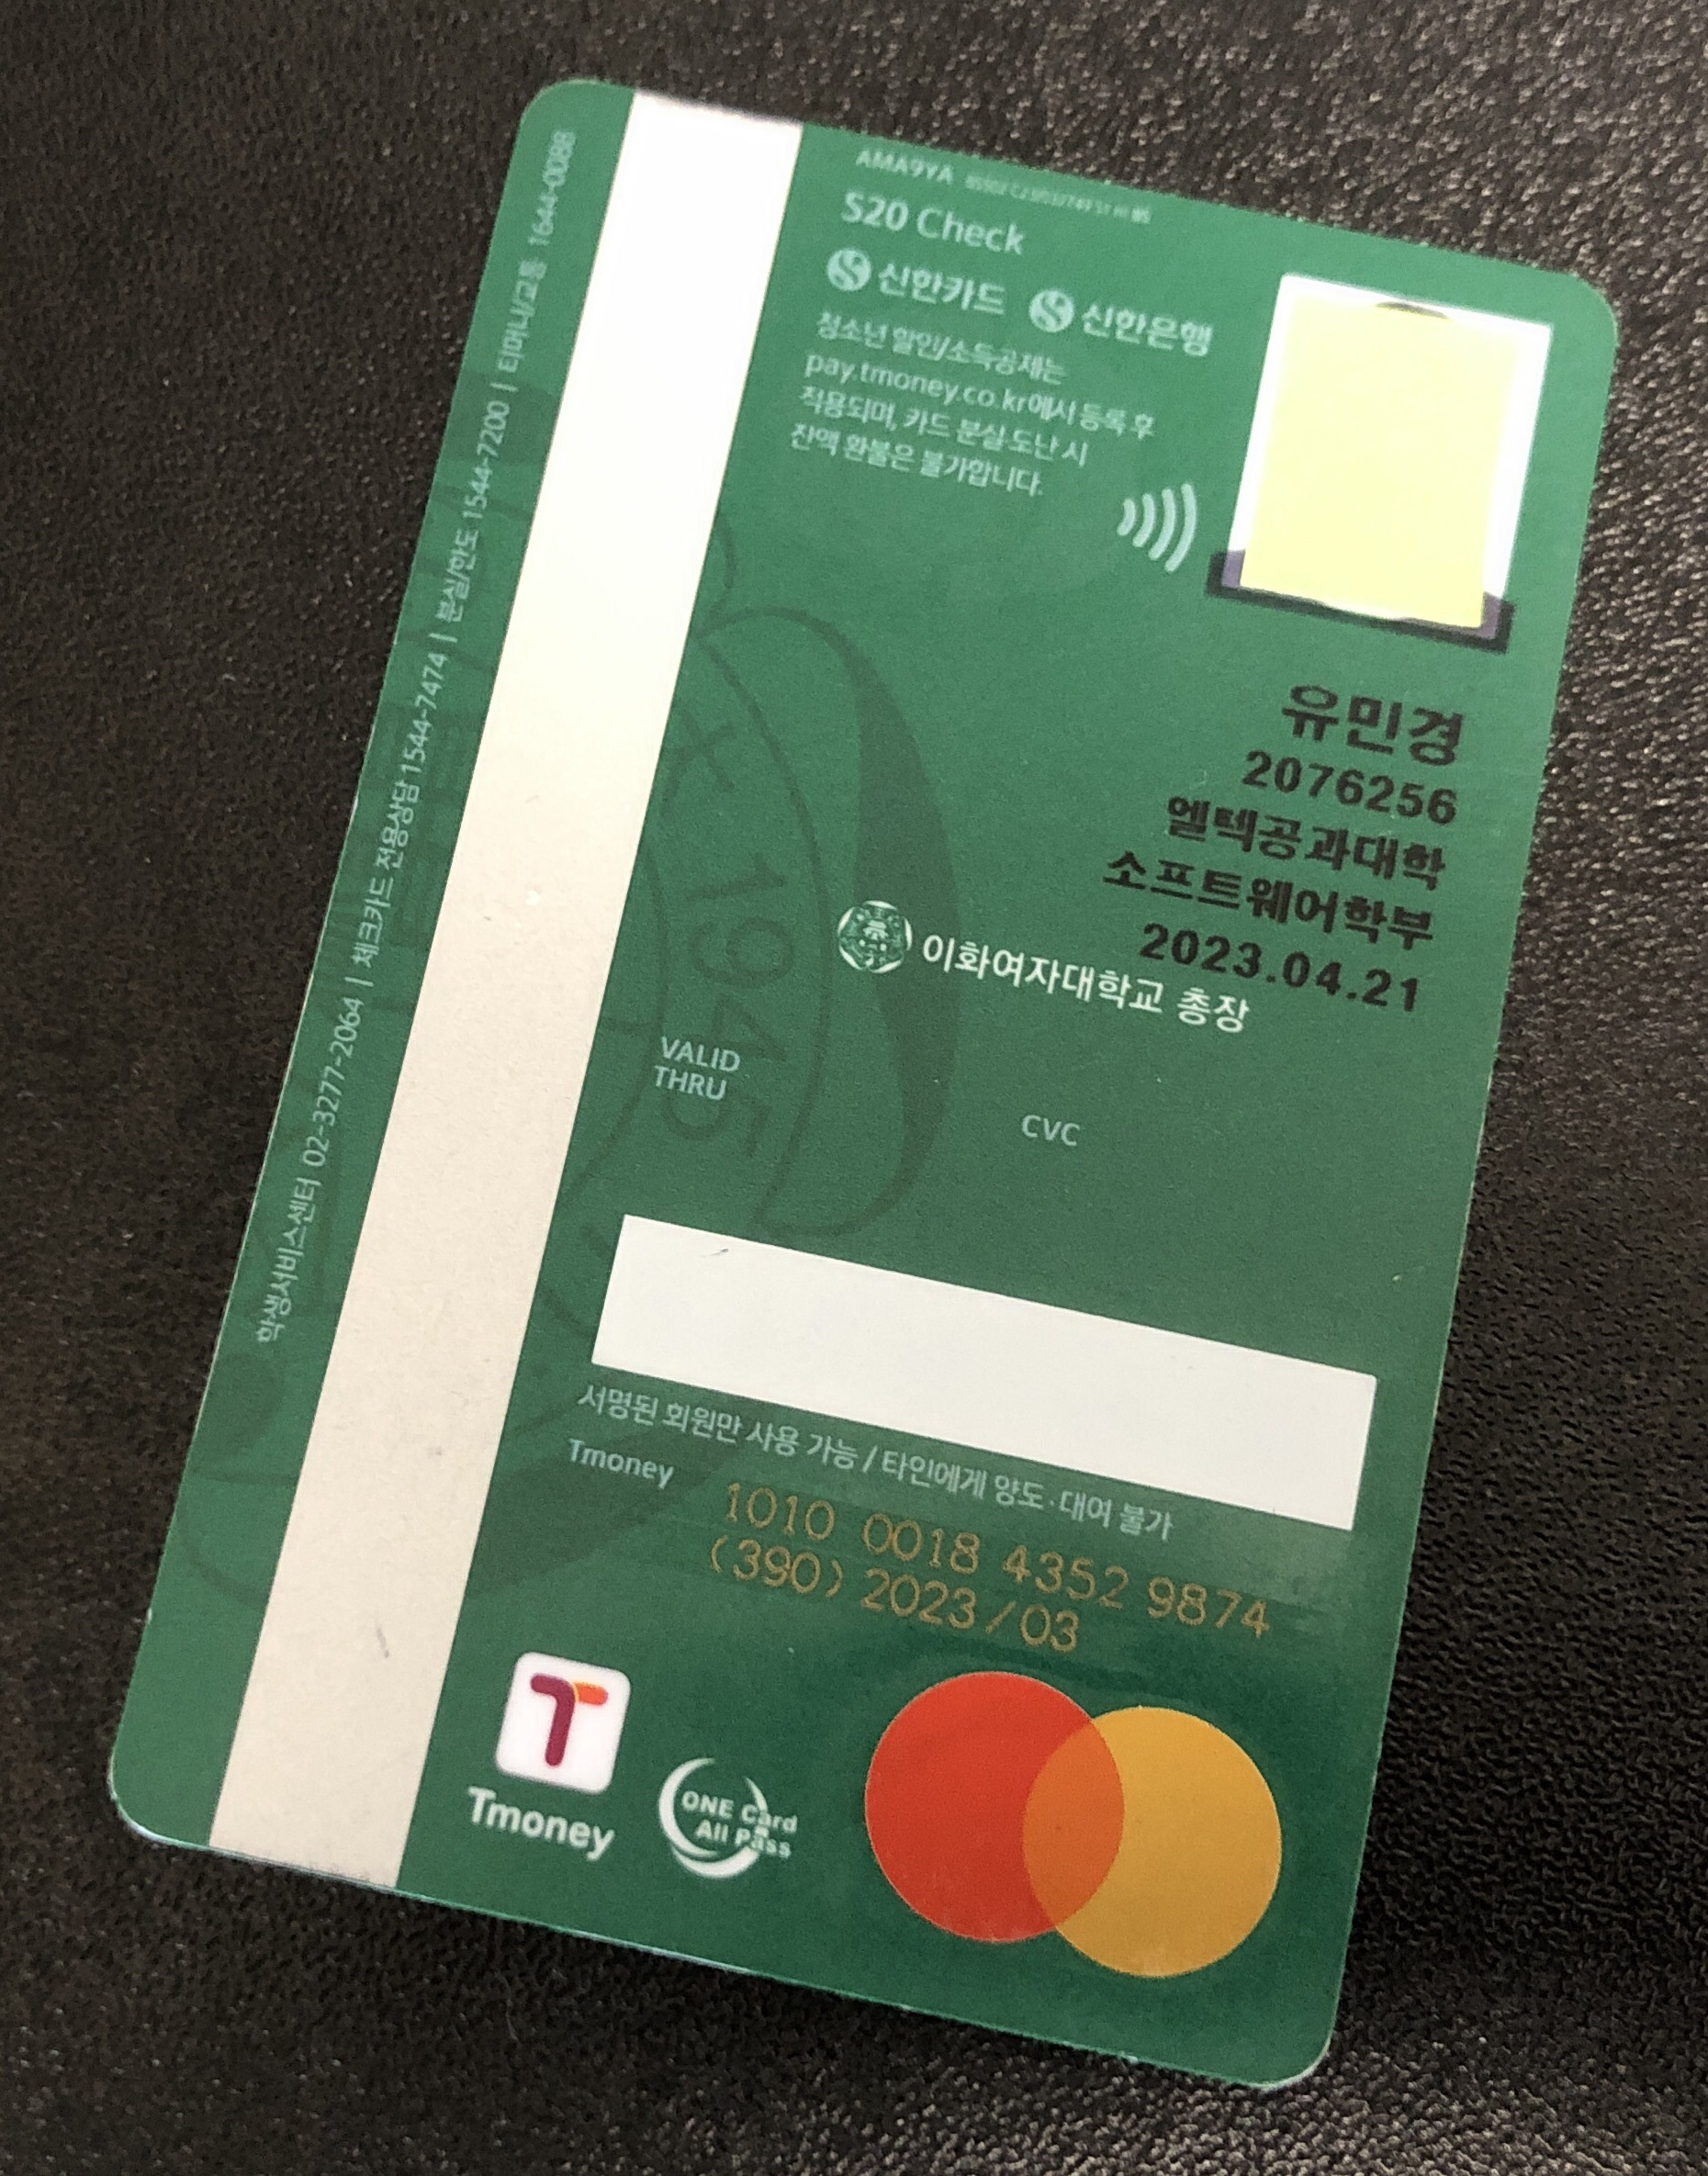 AMA9YA
S20 Check
신한카드 신한은행
청소년 할인/소득공제는
pay.tmoney.co.kr에서 등록 후
적용되며, 카드 분실 도난 시
잔액 환불은 불가합니다.
유민경
2076256
엘텍공과대학
소프트웨어학부
2023.04.21
이화여자대학교 총장
1945
VALID
THRU
CVC
서명된 회원만 사용 가능 / 타인에게 양도·대여 불가
Tmoney
1010 0018 4352 9874
(390) 2023/03
Tmoney
ONE Card
All Pass
학생서비스센터 02-3277-2064 | 체크카드 전용상담 1544-7474 | 분실/한도 1544-7200 | 티머니/교통 1644-0088